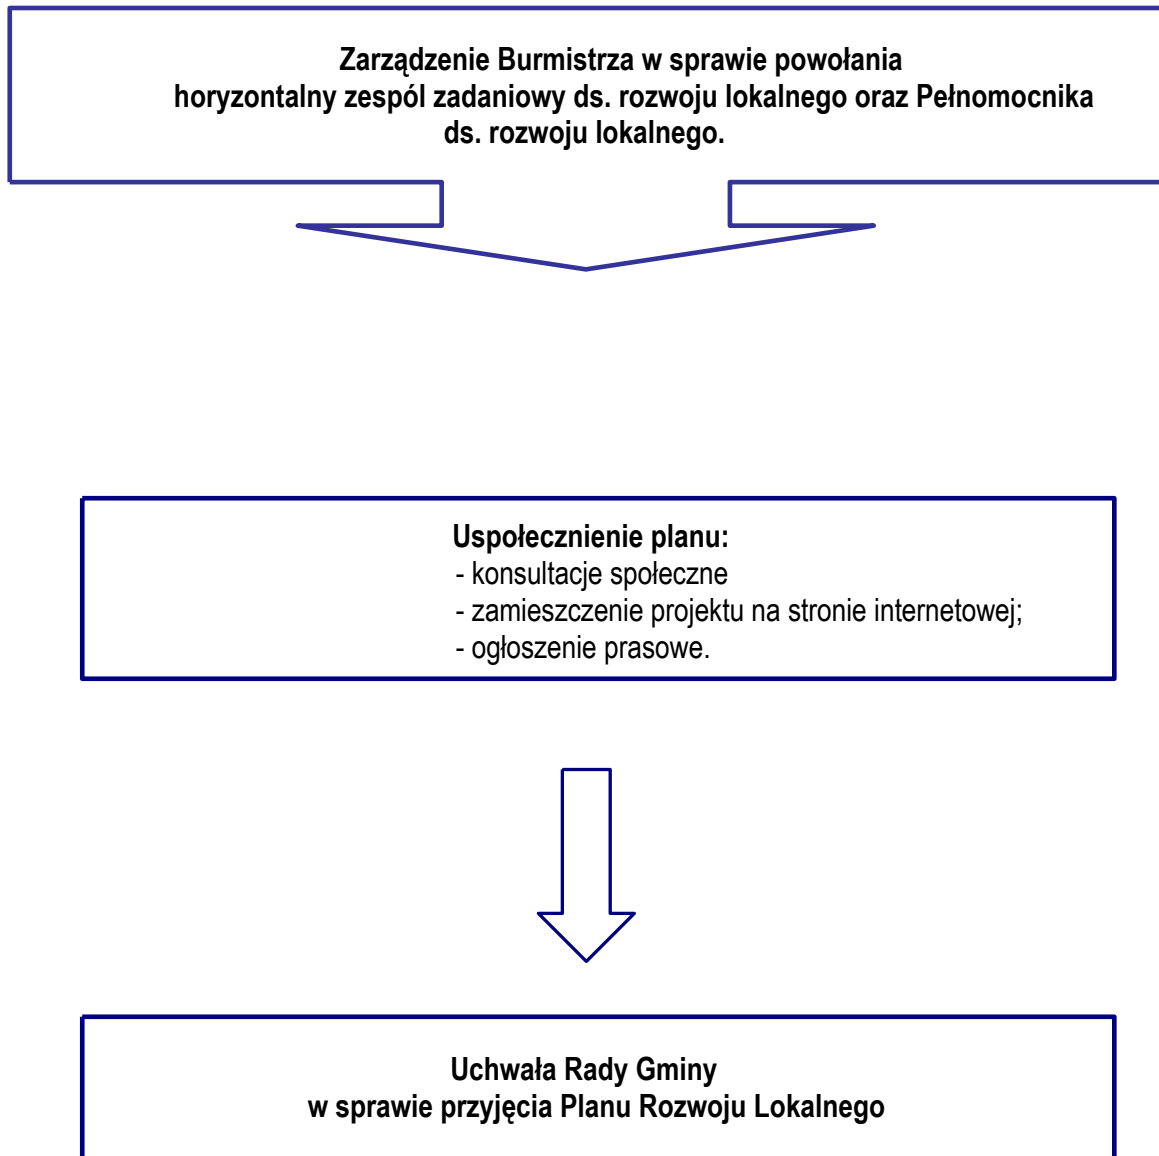 Zarządzenie Burmistrza w sprawie powołania
horyzontalny zespól zadaniowy ds. rozwoju lokalnego oraz Pełnomocnika
ds. rozwoju lokalnego.
Uspołecznienie planu:
- konsultacje społeczne
- zamieszczenie projektu na stronie internetowej;
- ogłoszenie prasowe.
Uchwała Rady Gminy
w sprawie przyjęcia Planu Rozwoju Lokalnego